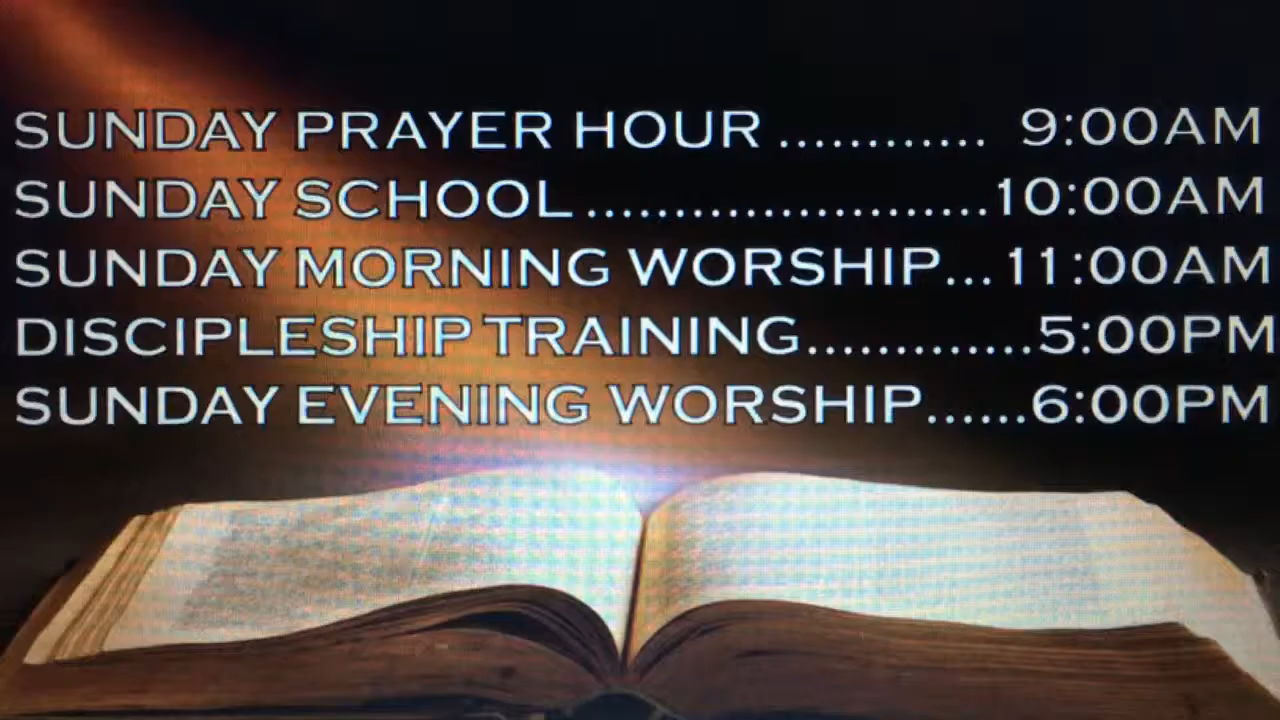 SUNDAY PRAYER HOUR ............ 9:00AM
SUNDAY SCHOOL........................10:00AM
SUNDAY MORNING WORSHIP... 11:00AM
DISCIPLESHIP TRAINING.............5:00PM
SUNDAY EVENING WORSHIP......6:00PM